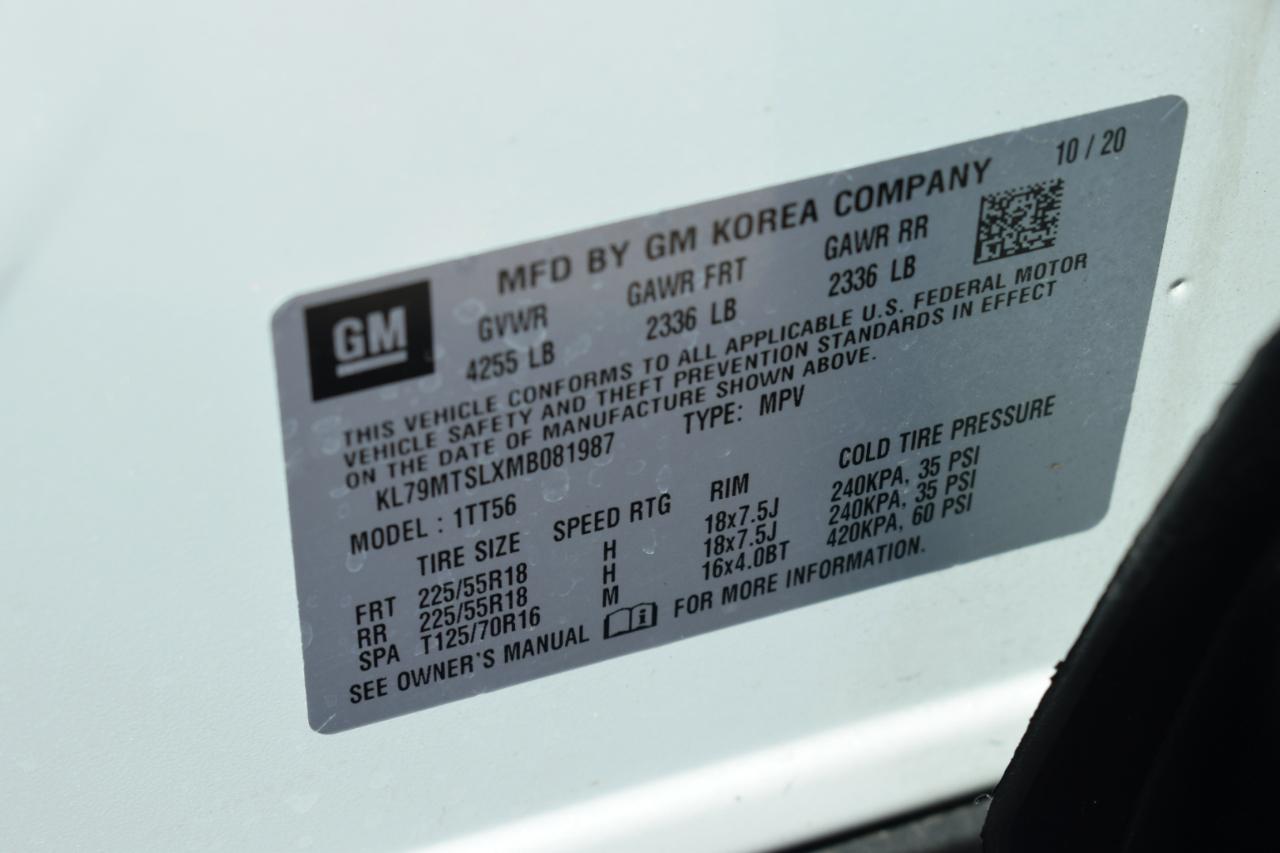 MFD BY GM KOREA COMPANY 10 / 20
GM
GVWR GAWR FRT GAWR RR
4255 LB 2336 LB 2336 LB
THIS VEHICLE CONFORMS TO ALL APPLICABLE U.S. FEDERAL MOTOR
VEHICLE SAFETY AND THEFT PREVENTION STANDARDS IN EFFECT
ON THE DATE OF MANUFACTURE SHOWN ABOVE.
KL79MTSLXMB081987 TYPE: MPV
MODEL : 1TT56
TIRE SIZE SPEED RTG RIM COLD TIRE PRESSURE
FRT 225/55R18 H 18x7.5J 240KPA, 35 PSI
RR 225/55R18 H 18x7.5J 240KPA, 35 PSI
SPA T125/70R16 M 16x4.0BT 420KPA, 60 PSI
SEE OWNER'S MANUAL i FOR MORE INFORMATION.